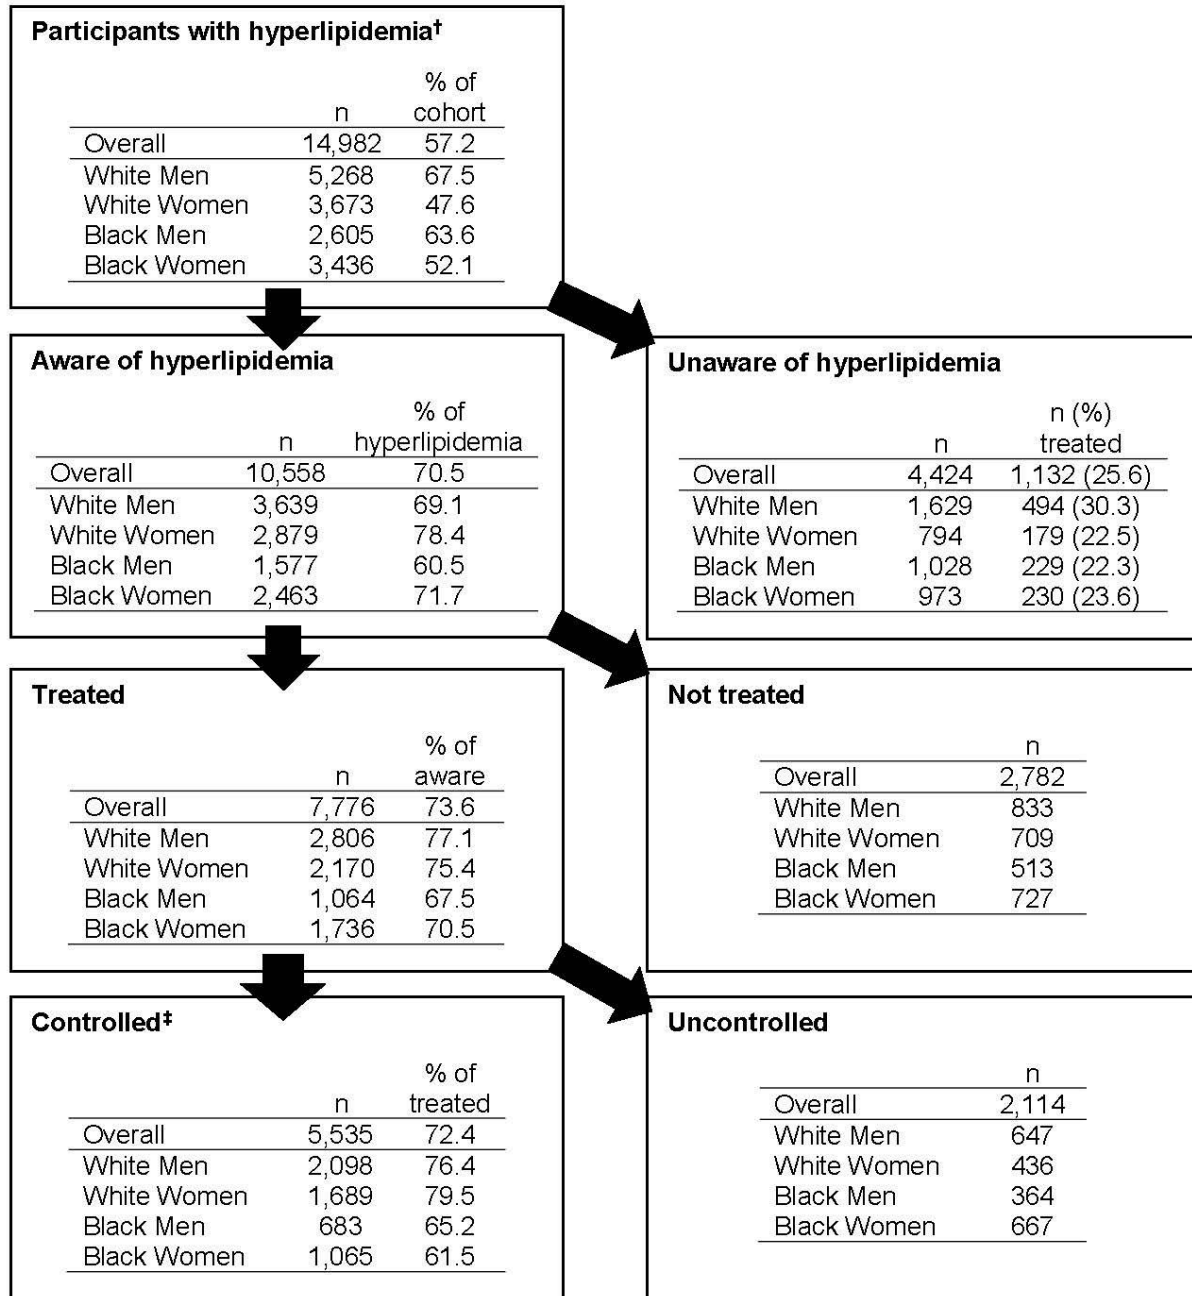 Participants with hyperlipidemia†
% of
n cohort
Overall 14,982 57.2
White Men 5,268 67.5
White Women 3,673 47.6
Black Men 2,605 63.6
Black Women 3,436 52.1
Aware of hyperlipidemia
% of
n hyperlipidemia
Overall 10,558 70.5
White Men 3,639 69.1
White Women 2,879 78.4
Black Men 1,577 60.5
Black Women 2,463 71.7
Unaware of hyperlipidemia
n (%)
n treated
Overall 4,424 1,132 (25.6)
White Men 1,629 494 (30.3)
White Women 794 179 (22.5)
Black Men 1,028 229 (22.3)
Black Women 973 230 (23.6)
Treated
% of
n aware
Overall 7,776 73.6
White Men 2,806 77.1
White Women 2,170 75.4
Black Men 1,064 67.5
Black Women 1,736 70.5
Not treated
n
Overall 2,782
White Men 833
White Women 709
Black Men 513
Black Women 727
Controlled‡
% of
n treated
Overall 5,535 72.4
White Men 2,098 76.4
White Women 1,689 79.5
Black Men 683 65.2
Black Women 1,065 61.5
Uncontrolled
n
Overall 2,114
White Men 647
White Women 436
Black Men 364
Black Women 667